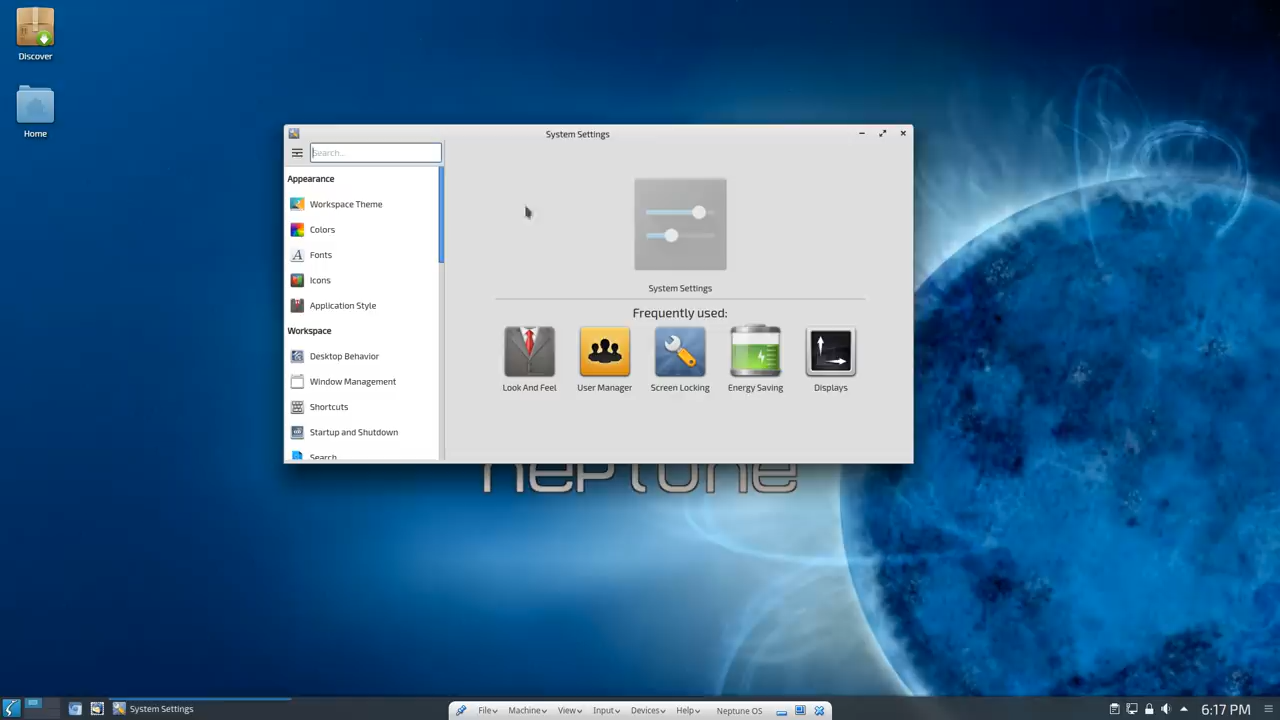 Discover
Home
System Settings
Search...
Appearance
Workspace Theme
Colors
Fonts
Icons
Application Style
Workspace
Desktop Behavior
Window Management
Shortcuts
Startup and Shutdown
Search
System Settings
Frequently used:
Look And Feel
User Manager
Screen Locking
Energy Saving
Displays
neptune
System Settings
File
Machine
View
Input
Devices
Help
Neptune OS
6:17 PM